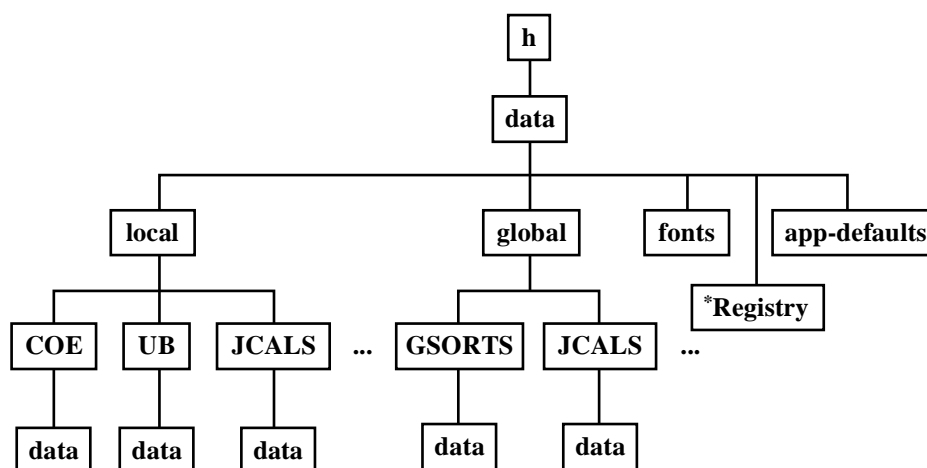 h
data
local
global
fonts
app-defaults
*Registry
COE
UB
JCALS
...
GSORTS
JCALS
...
data
data
data
data
data